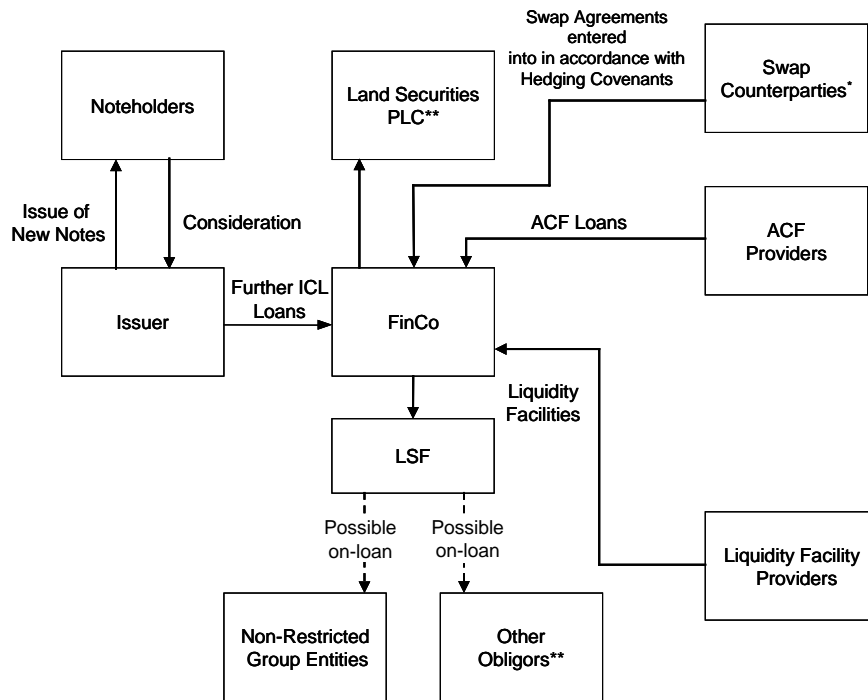 Swap Agreements
entered
into in accordance with
Hedging Covenants
Noteholders
Land Securities
PLC**
Swap
Counterparties*
Issue of
New Notes
Consideration
ACF Loans
ACF
Providers
Issuer
Further ICL
Loans
FinCo
Liquidity
Facilities
LSF
Possible
on-loan
Possible
on-loan
Liquidity Facility
Providers
Non-Restricted
Group Entities
Other
Obligors**